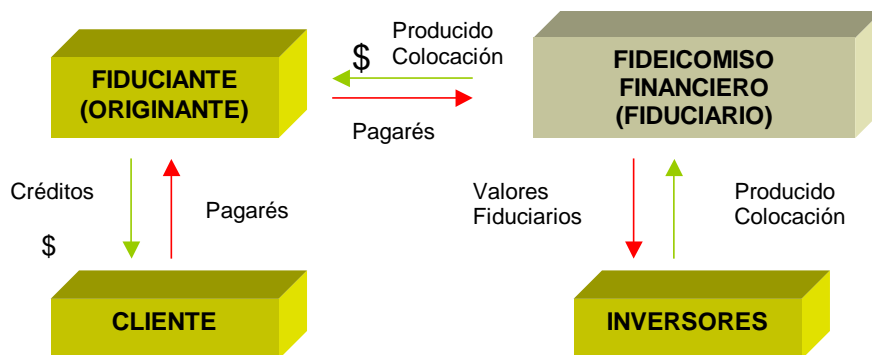 Producido
$ Colocación
FIDUCIANTE
(ORIGINANTE)
FIDEICOMISO
FINANCIERO
(FIDUCIARIO)
Pagarés
Créditos
$
Pagarés
Valores
Fiduciarios
Producido
Colocación
CLIENTE
INVERSORES